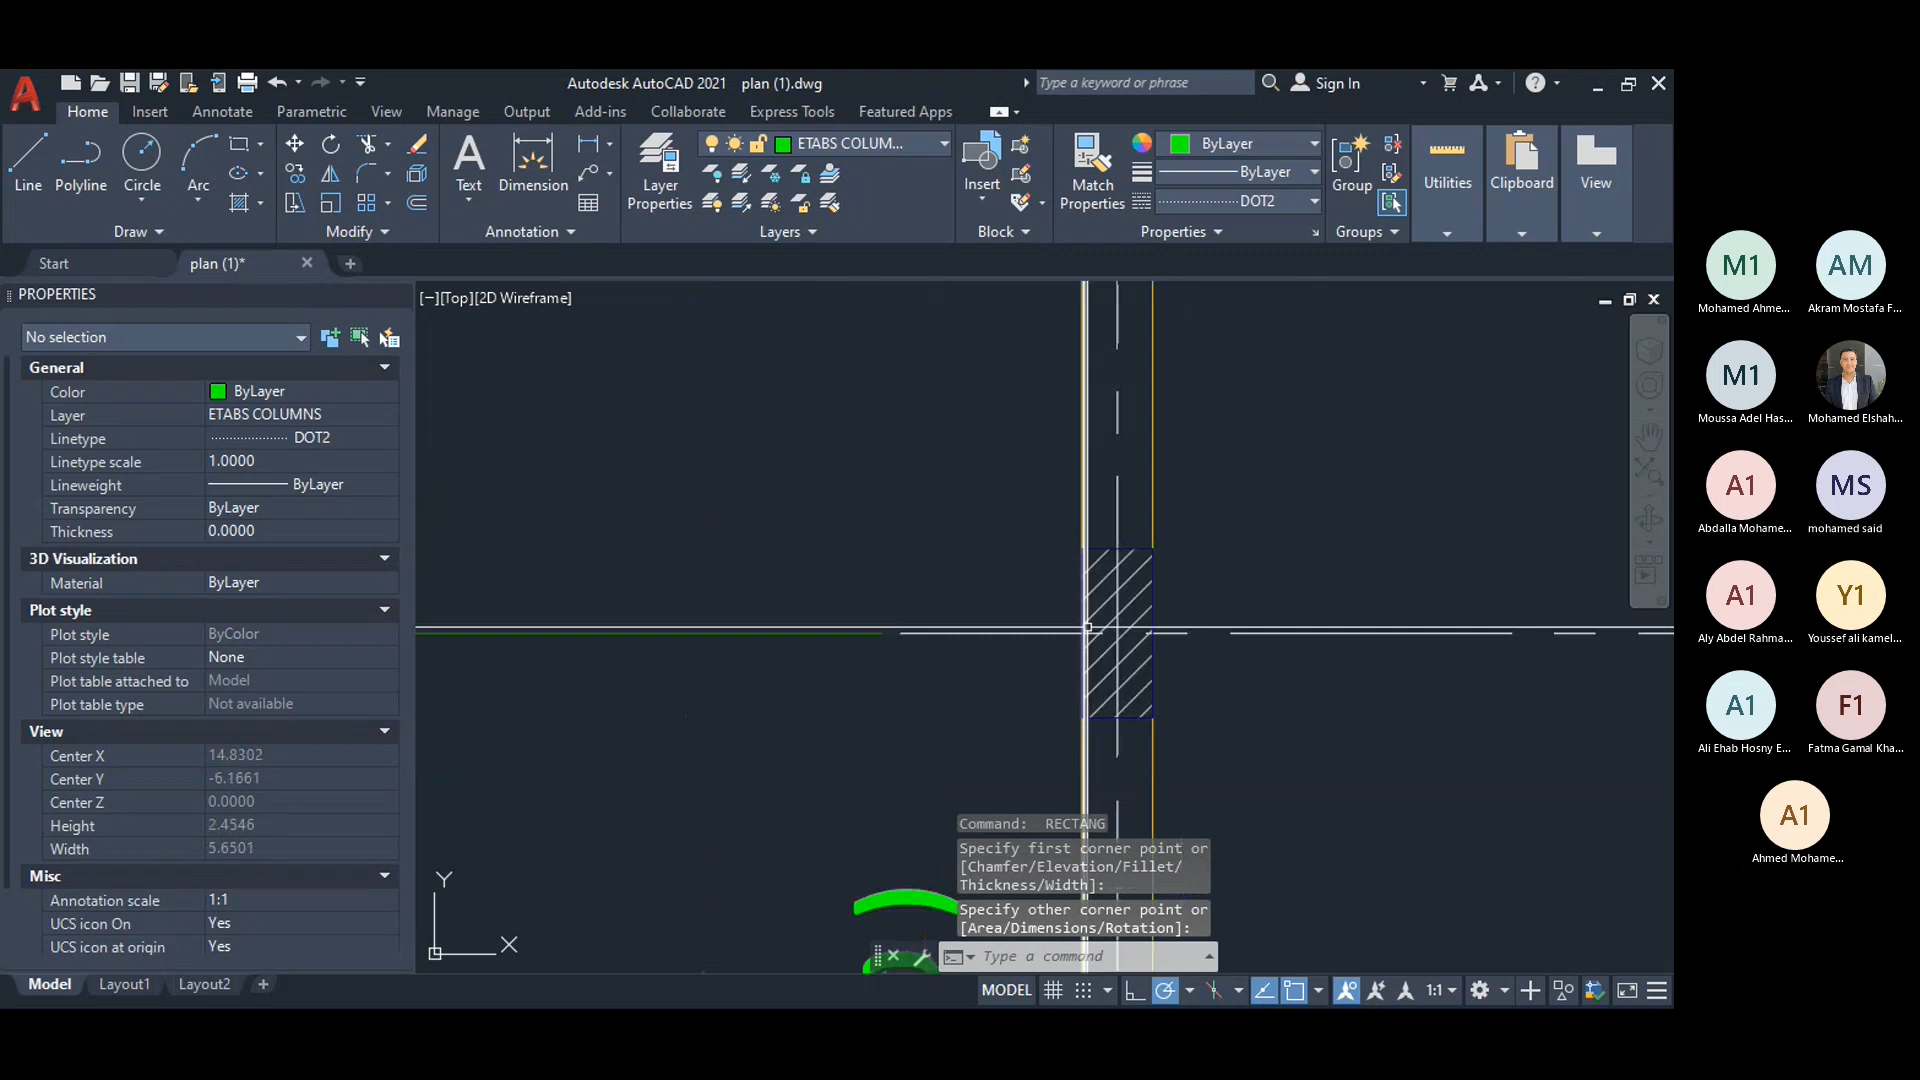 Autodesk AutoCAD 2021 plan (1).dwg
Type a keyword or phrase
Sign In
Home Insert Annotate Parametric View Manage Output Add-ins Collaborate Express Tools Featured Apps
Line Polyline Circle Arc
Text Dimension
Layer Properties
ETABS COLUM...
Insert
Match Properties
ByLayer
ByLayer
DOT2
Group
Utilities
Clipboard
View
Draw Modify Annotation Layers Block Properties Groups
Start plan (1)*
PROPERTIES
[−][Top][2D Wireframe]
No selection
General
Color ByLayer
Layer ETABS COLUMNS
Linetype DOT2
Linetype scale 1.0000
Lineweight ByLayer
Transparency ByLayer
Thickness 0.0000
3D Visualization
Material ByLayer
Plot style
Plot style ByColor
Plot style table None
Plot table attached to Model
Plot table type Not available
View
Center X 14.8302
Center Y -6.1661
Center Z 0.0000
Height 2.4546
Width 5.6501
Misc
Annotation scale 1:1
UCS icon On Yes
UCS icon at origin Yes
Y
X
Command: RECTANG
Specify first corner point or
[Chamfer/Elevation/Fillet/
Thickness/Width]:
Specify other corner point or
[Area/Dimensions/Rotation]:
Type a command
Model Layout1 Layout2
MODEL 1:1
M1 AM
Mohamed Ahme... Akram Mostafa F...
M1
Moussa Adel Has... Mohamed Elshah...
A1 MS
Abdalla Mohame... mohamed said
A1 Y1
Aly Abdel Rahma... Youssef ali kamel...
A1 F1
Ali Ehab Hosny E... Fatma Gamal Kha...
A1
Ahmed Mohame...